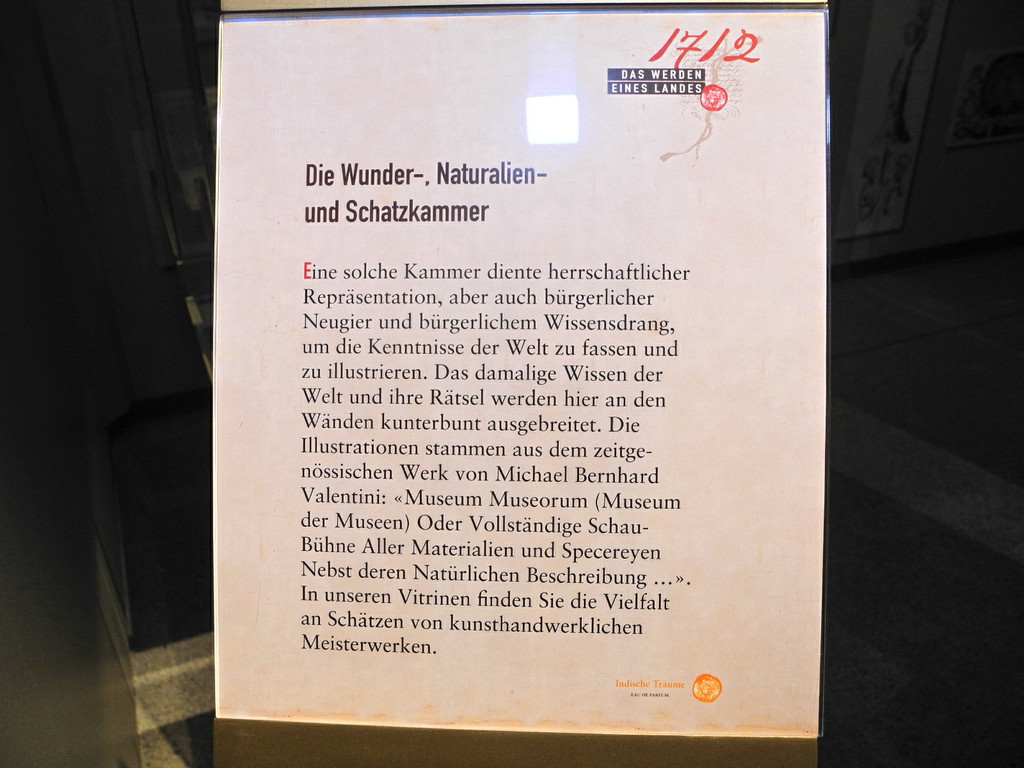 1712
DAS WERDEN
EINES LANDES
Die Wunder-, Naturalien-
und Schatzkammer
Eine solche Kammer diente herrschaftlicher
Repräsentation, aber auch bürgerlicher
Neugier und bürgerlichem Wissensdrang,
um die Kenntnisse der Welt zu fassen und
zu illustrieren. Das damalige Wissen der
Welt und ihre Rätsel werden hier an den
Wänden kunterbunt ausgebreitet. Die
Illustrationen stammen aus dem zeitge-
nössischen Werk von Michael Bernhard
Valentini: «Museum Museorum (Museum
der Museen) Oder Vollständige Schau-
Bühne Aller Materialien und Specereyen
Nebst deren Natürlichen Beschreibung ...».
In unseren Vitrinen finden Sie die Vielfalt
an Schätzen von kunsthandwerklichen
Meisterwerken.
Indische Träume
EAU DE PARFUM